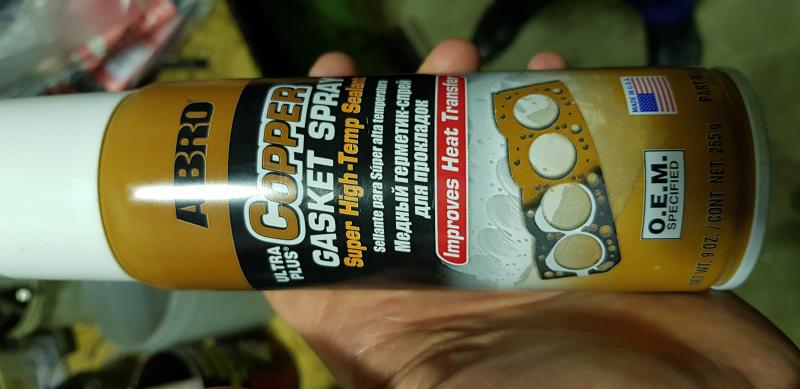 ABRO
ULTRA
PLUS
COPPER
GASKET SPRAY
Super High-Temp Sealant
Sellante para Súper alta temperatura
Медный герметик-спрей
для прокладок
Improves Heat Transfer
MADE IN U.S.A.
O.E.M.
SPECIFIED
NET WT. 9 OZ. / CONT. NET. 255 g
PART